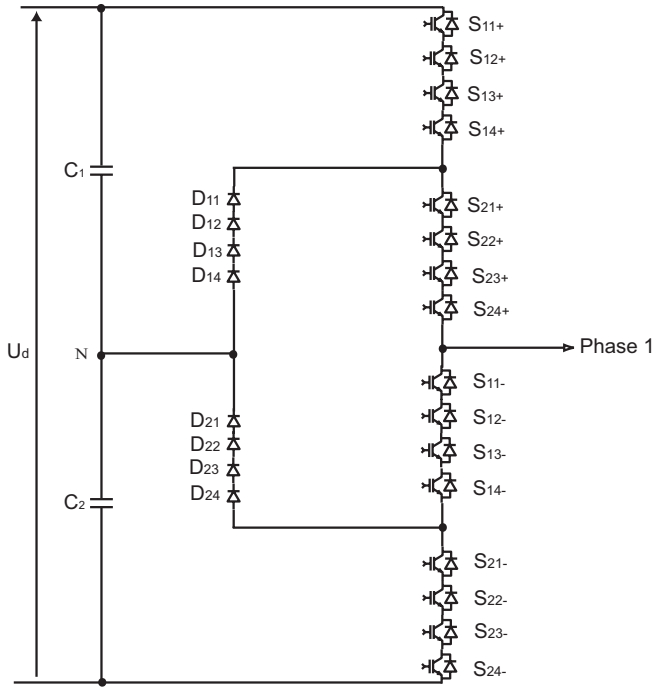 S11+
S12+
S13+
S14+
C1
D11
D12
D13
D14
S21+
S22+
S23+
S24+
Ud
N
Phase 1
S11-
S12-
S13-
S14-
D21
D22
D23
D24
C2
S21-
S22-
S23-
S24-